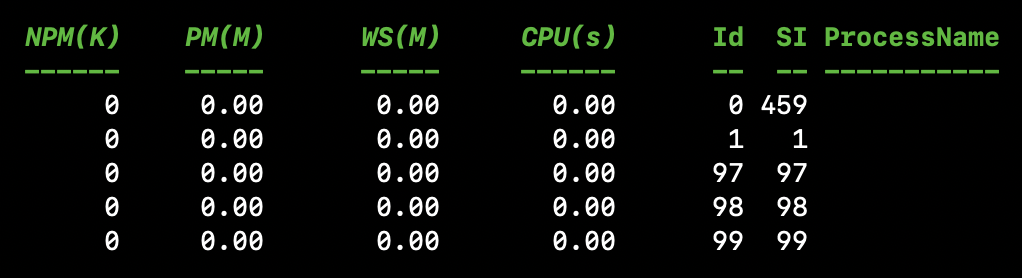 NPM(K)    PM(M)      WS(M)     CPU(s)      Id  SI ProcessName
------    -----      -----     ------      --  -- -----------
     0     0.00       0.00       0.00       0 459
     0     0.00       0.00       0.00       1   1
     0     0.00       0.00       0.00      97  97
     0     0.00       0.00       0.00      98  98
     0     0.00       0.00       0.00      99  99